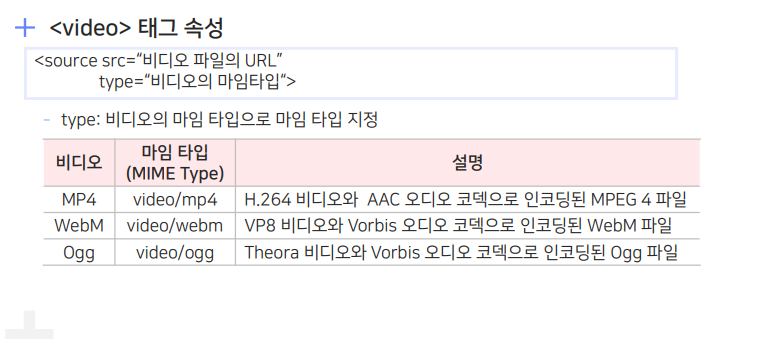 <video> 태그 속성
<source src=“비디오 파일의 URL”
type=“비디오의 마임타입“>
- type: 비디오의 마임 타입으로 마임 타입 지정
비디오 마임 타입 (MIME Type) 설명
MP4 video/mp4 H.264 비디오와 AAC 오디오 코덱으로 인코딩된 MPEG 4 파일
WebM video/webm VP8 비디오와 Vorbis 오디오 코덱으로 인코딩된 WebM 파일
Ogg video/ogg Theora 비디오와 Vorbis 오디오 코덱으로 인코딩된 Ogg 파일